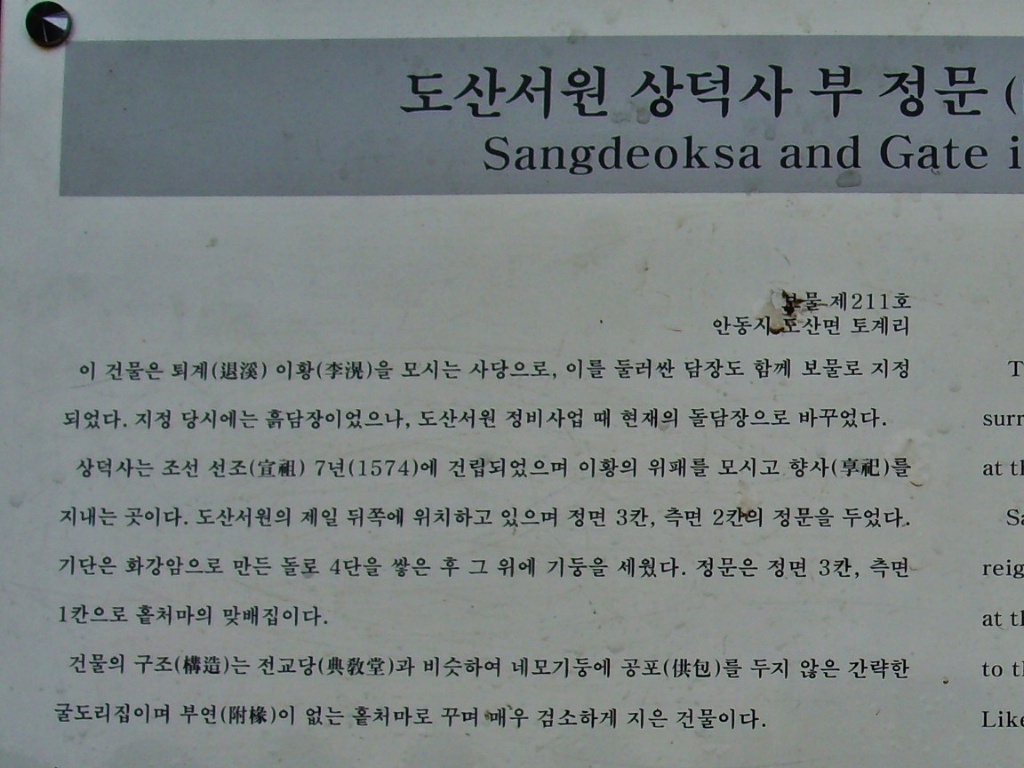 도산서원 상덕사 부 정문 (
Sangdeoksa and Gate i
보물 제211호
안동시 도산면 토계리
이 건물은 퇴계(退溪) 이황(李滉)을 모시는 사당으로, 이를 둘러싼 담장도 함께 보물로 지정
되었다. 지정 당시에는 흙담장이었으나, 도산서원 정비사업 때 현재의 돌담장으로 바꾸었다.
상덕사는 조선 선조(宣祖) 7년(1574)에 건립되었으며 이황의 위패를 모시고 향사(享祀)를
지내는 곳이다. 도산서원의 제일 뒤쪽에 위치하고 있으며 정면 3칸, 측면 2칸의 정문을 두었다.
기단은 화강암으로 만든 돌로 4단을 쌓은 후 그 위에 기둥을 세웠다. 정문은 정면 3칸, 측면
1칸으로 홑처마의 맞배집이다.
건물의 구조(構造)는 전교당(典敎堂)과 비슷하여 네모기둥에 공포(供包)를 두지 않은 간략한
굴도리집이며 부연(附椽)이 없는 홑처마로 꾸며 매우 검소하게 지은 건물이다.
T
surr
at th
Sa
reig
at th
to th
Like